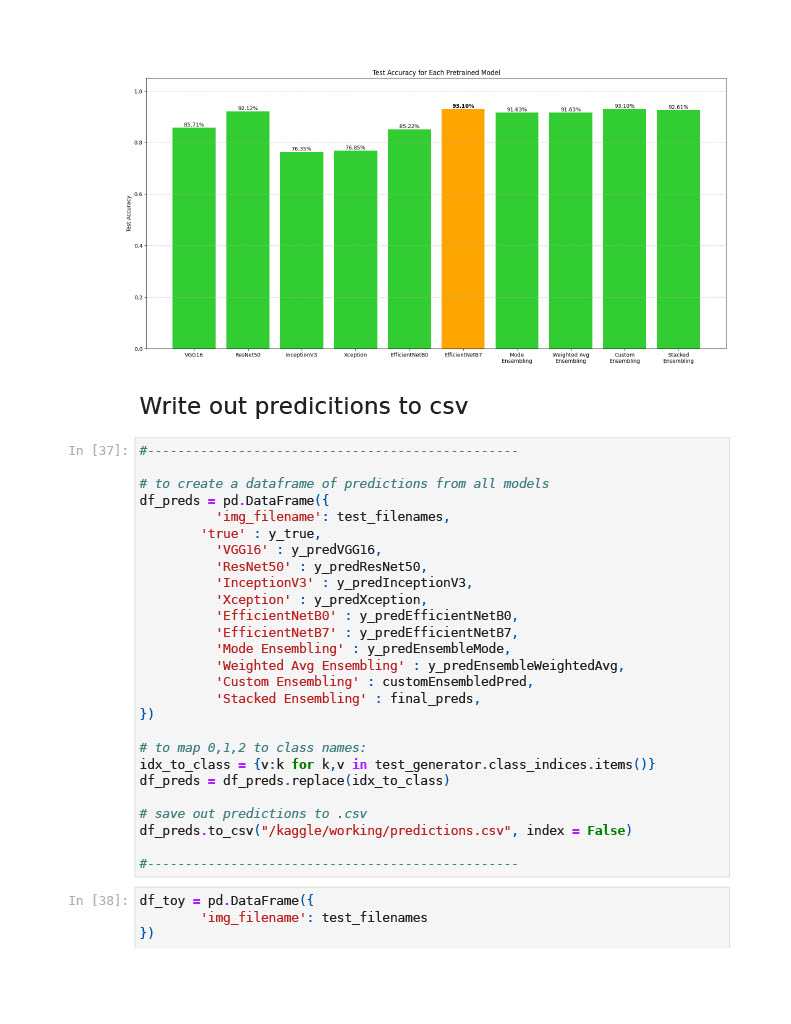 Test Accuracy for Each Pretrained Model
Test Accuracy
1.0
0.8
0.6
0.4
0.2
0.0
85.71%
92.12%
76.35%
76.85%
85.22%
93.10%
91.63%
91.63%
93.10%
92.61%
VGG16
ResNet50
InceptionV3
Xception
EfficientNetB0
EfficientNetB7
Mode
Ensembling
Weighted Avg
Ensembling
Custom
Ensembling
Stacked
Ensembling
Write out predicitions to csv
In [37]:
#-------------------------------------------------
# to create a dataframe of predictions from all models
df_preds = pd.DataFrame({
'img_filename': test_filenames,
'true' : y_true,
'VGG16' : y_predVGG16,
'ResNet50' : y_predResNet50,
'InceptionV3' : y_predInceptionV3,
'Xception' : y_predXception,
'EfficientNetB0' : y_predEfficientNetB0,
'EfficientNetB7' : y_predEfficientNetB7,
'Mode Ensembling' : y_predEnsembleMode,
'Weighted Avg Ensembling' : y_predEnsembleWeightedAvg,
'Custom Ensembling' : customEnsembledPred,
'Stacked Ensembling' : final_preds,
})
# to map 0,1,2 to class names:
idx_to_class = {v:k for k,v in test_generator.class_indices.items()}
df_preds = df_preds.replace(idx_to_class)
# save out predictions to .csv
df_preds.to_csv("/kaggle/working/predictions.csv", index = False)
#-------------------------------------------------
In [38]:
df_toy = pd.DataFrame({
'img_filename': test_filenames
})